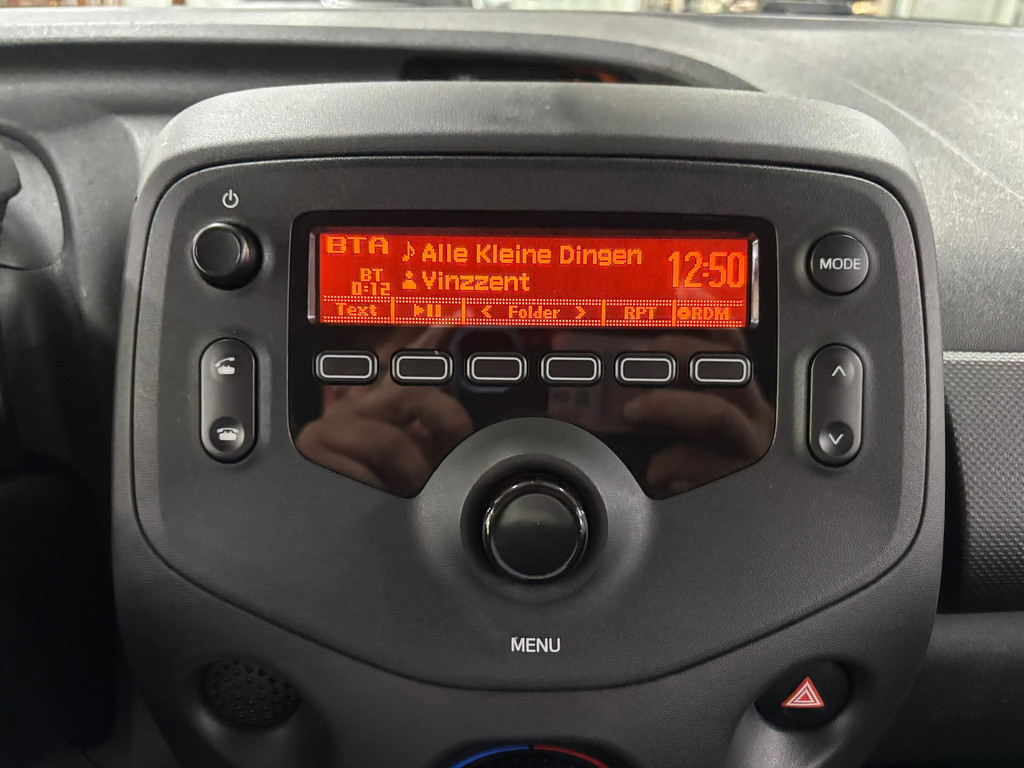 BTA
Alle Kleine Dingen
12:50
BT
Vinzzent
0:12
Text
< Folder >
RPT
RDM
MODE
MENU